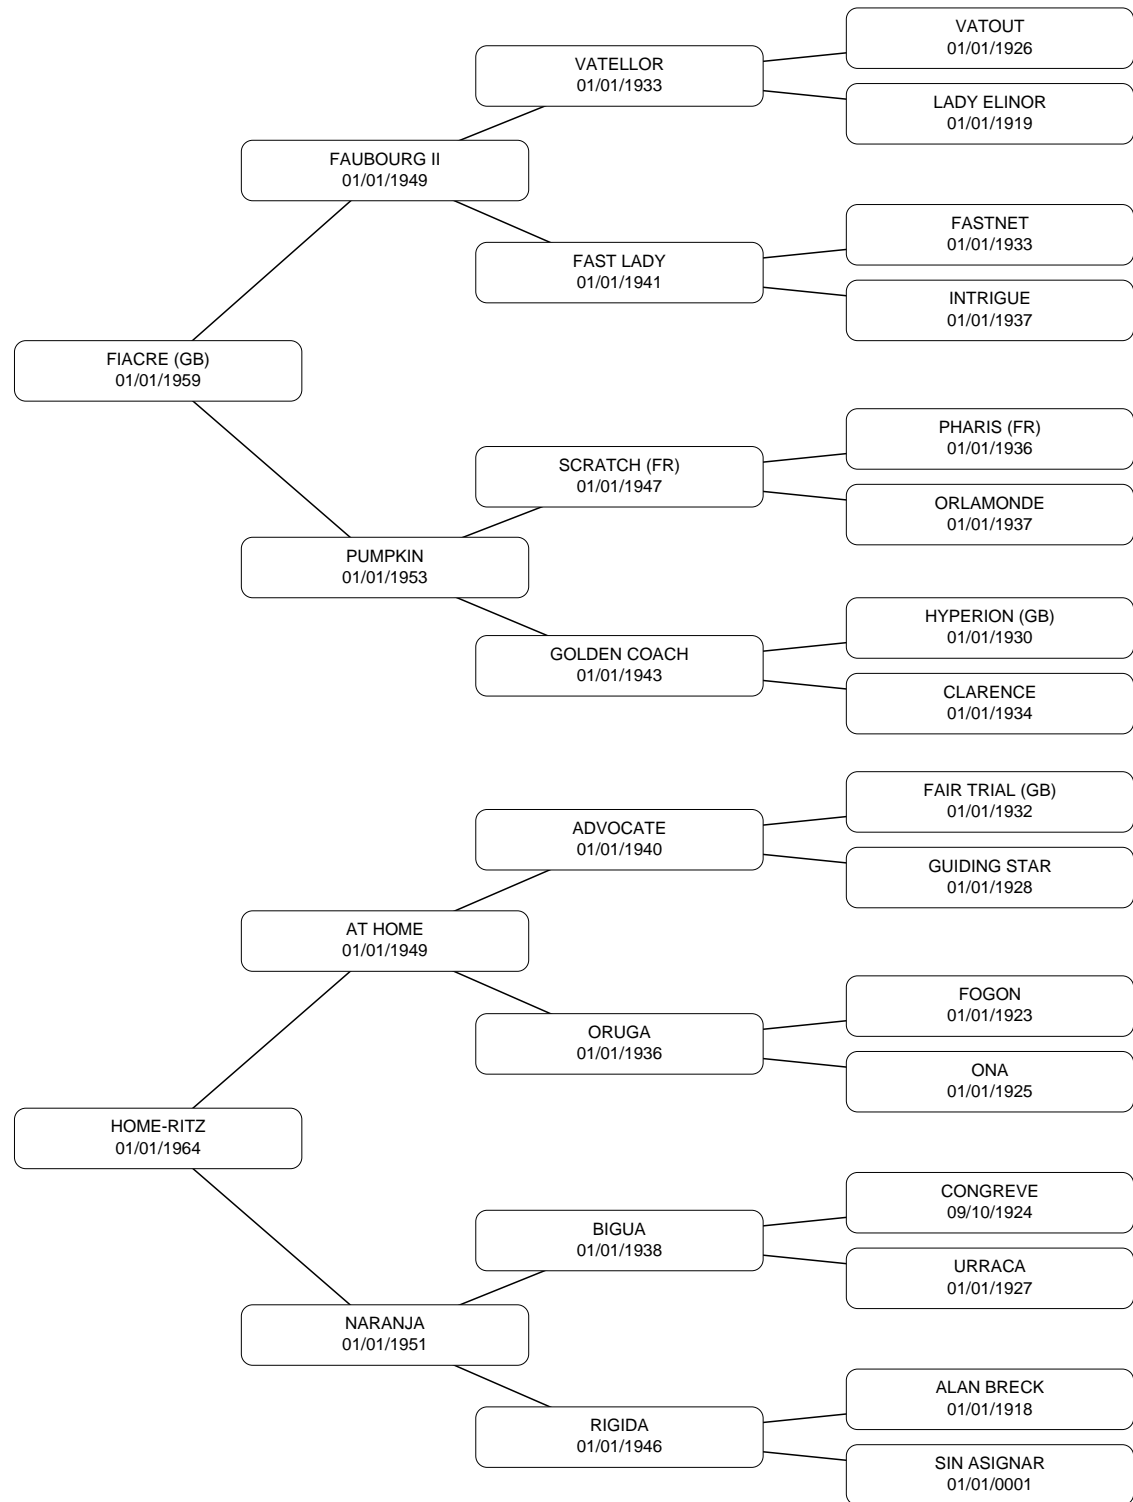 VATOUT
01/01/1926
VATELLOR
01/01/1933
LADY ELINOR
01/01/1919
FAUBOURG II
01/01/1949
FASTNET
01/01/1933
FAST LADY
01/01/1941
INTRIGUE
01/01/1937
FIACRE (GB)
01/01/1959
PHARIS (FR)
01/01/1936
SCRATCH (FR)
01/01/1947
ORLAMONDE
01/01/1937
PUMPKIN
01/01/1953
HYPERION (GB)
01/01/1930
GOLDEN COACH
01/01/1943
CLARENCE
01/01/1934
FAIR TRIAL (GB)
01/01/1932
ADVOCATE
01/01/1940
GUIDING STAR
01/01/1928
AT HOME
01/01/1949
FOGON
01/01/1923
ORUGA
01/01/1936
ONA
01/01/1925
HOME-RITZ
01/01/1964
CONGREVE
09/10/1924
BIGUA
01/01/1938
URRACA
01/01/1927
NARANJA
01/01/1951
ALAN BRECK
01/01/1918
RIGIDA
01/01/1946
SIN ASIGNAR
01/01/0001